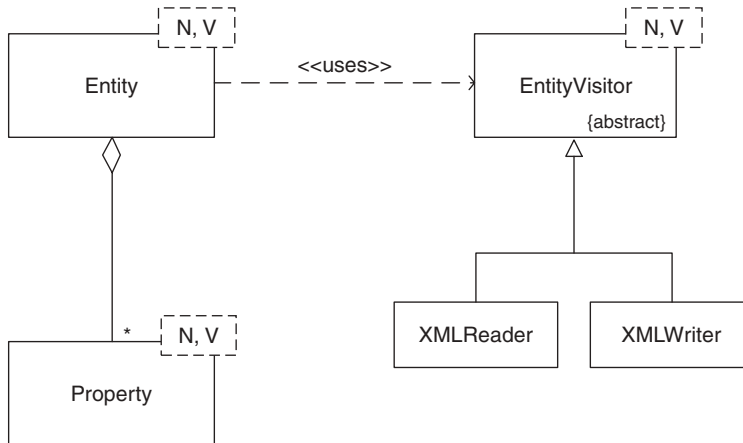 N, V
N, V
Entity
<<uses>>
EntityVisitor
{abstract}
XMLReader
XMLWriter
*
N, V
Property